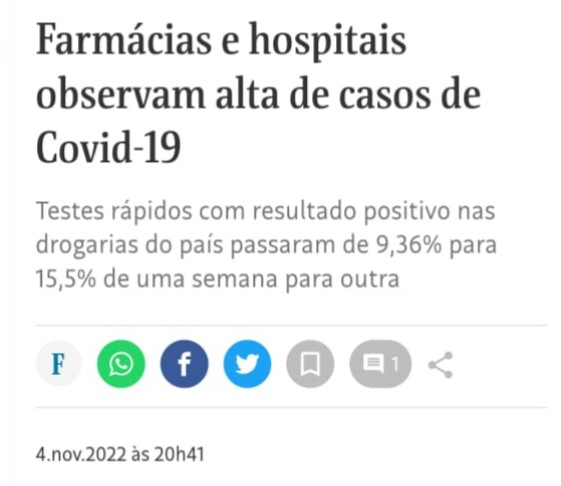 Farmácias e hospitais
observam alta de casos de
Covid-19
Testes rápidos com resultado positivo nas
drogarias do país passaram de 9,36% para
15,5% de uma semana para outra
F
f
1
4.nov.2022 às 20h41